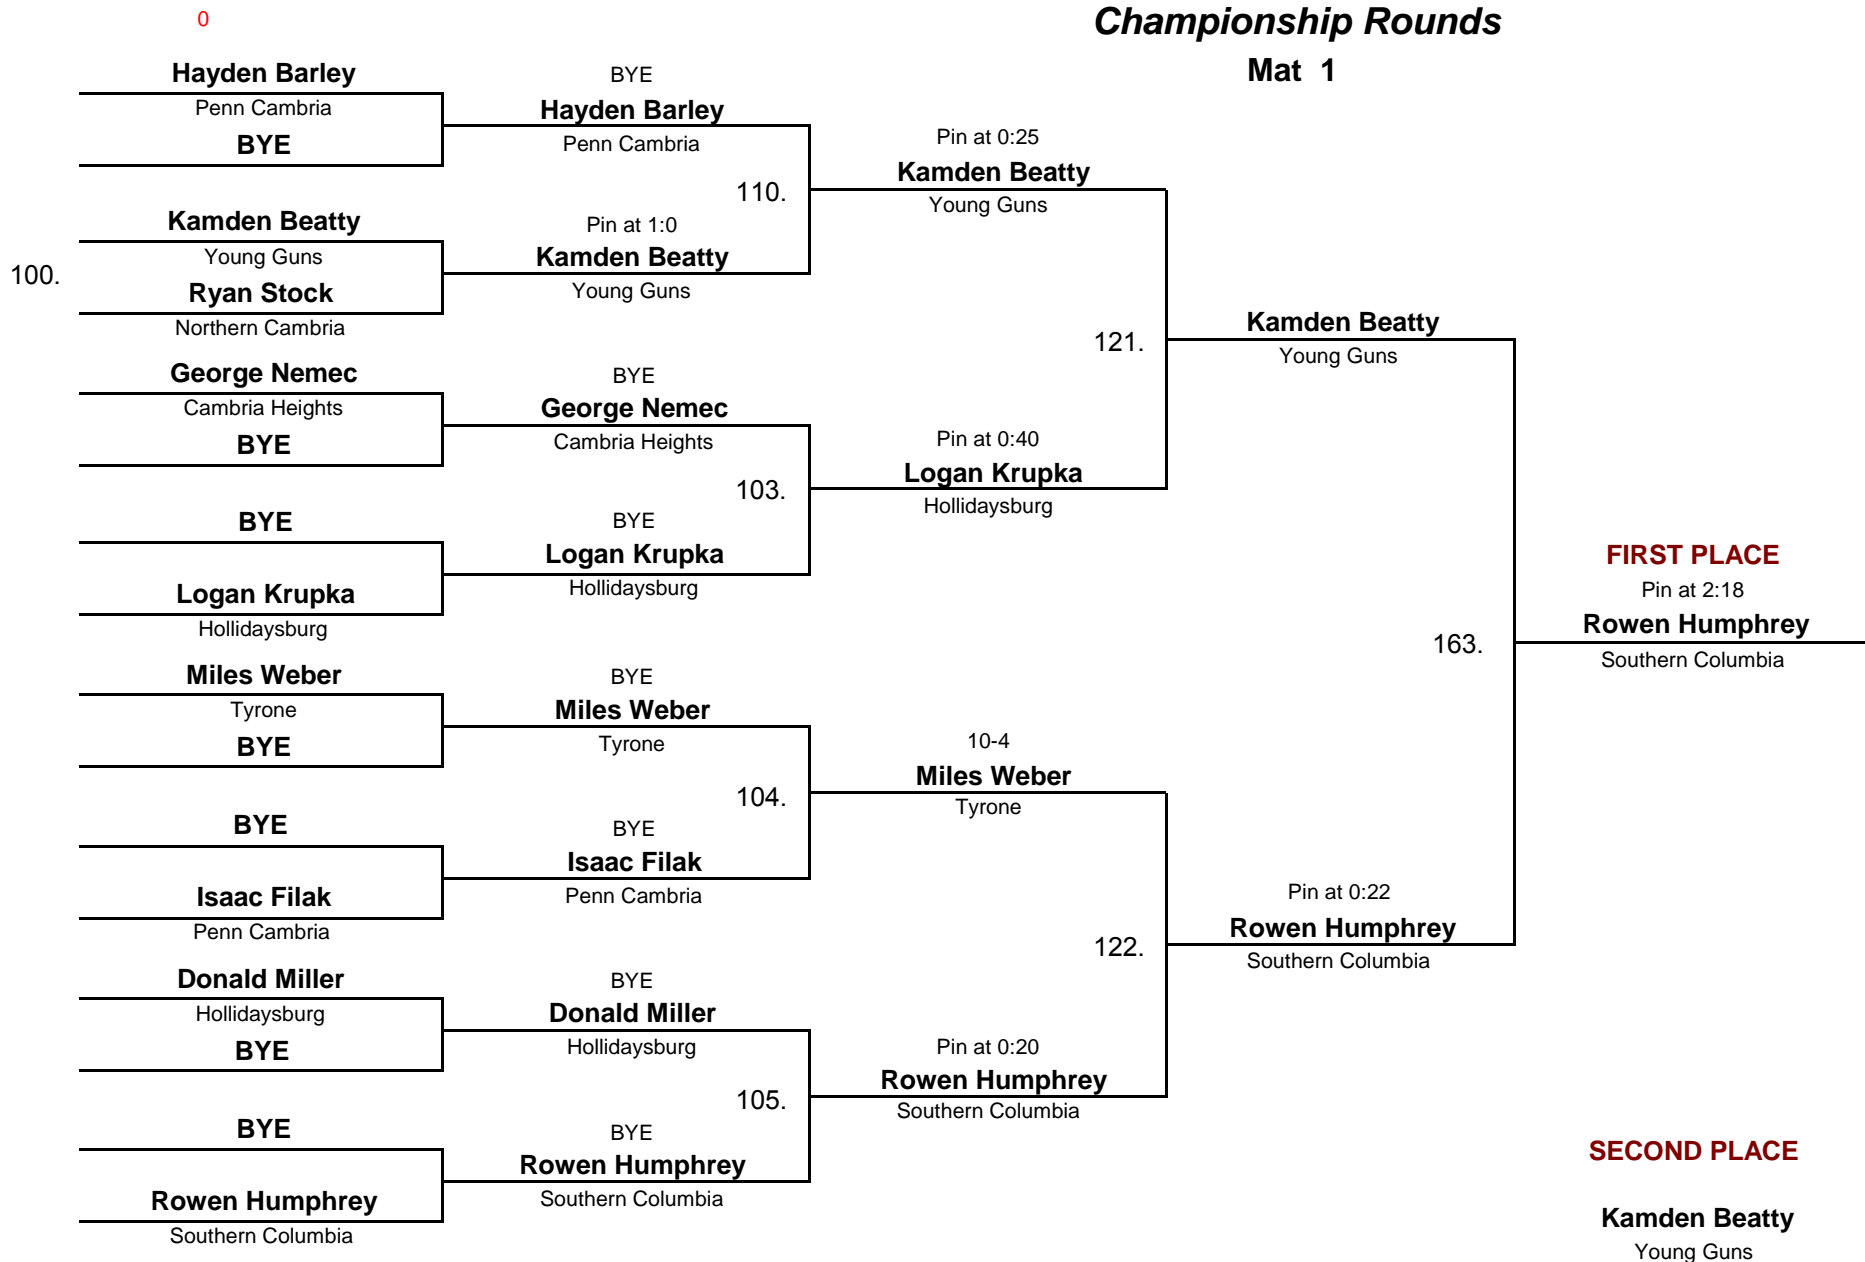 0
Championship Rounds
Mat 1
Hayden Barley
Penn Cambria
BYE
100.
Kamden Beatty
Young Guns
Ryan Stock
Northern Cambria
George Nemec
Cambria Heights
BYE
BYE
Logan Krupka
Hollidaysburg
Miles Weber
Tyrone
BYE
BYE
Isaac Filak
Penn Cambria
Donald Miller
Hollidaysburg
BYE
BYE
Rowen Humphrey
Southern Columbia
BYE
Hayden Barley
Penn Cambria
110.
Pin at 1:0
Kamden Beatty
Young Guns
BYE
George Nemec
Cambria Heights
103.
BYE
Logan Krupka
Hollidaysburg
BYE
Miles Weber
Tyrone
104.
BYE
Isaac Filak
Penn Cambria
BYE
Donald Miller
Hollidaysburg
105.
BYE
Rowen Humphrey
Southern Columbia
Pin at 0:25
Kamden Beatty
Young Guns
121.
Pin at 0:40
Logan Krupka
Hollidaysburg
10-4
Miles Weber
Tyrone
122.
Pin at 0:20
Rowen Humphrey
Southern Columbia
Kamden Beatty
Young Guns
163.
Pin at 0:22
Rowen Humphrey
Southern Columbia
FIRST PLACE
Pin at 2:18
Rowen Humphrey
Southern Columbia
SECOND PLACE
Kamden Beatty
Young Guns